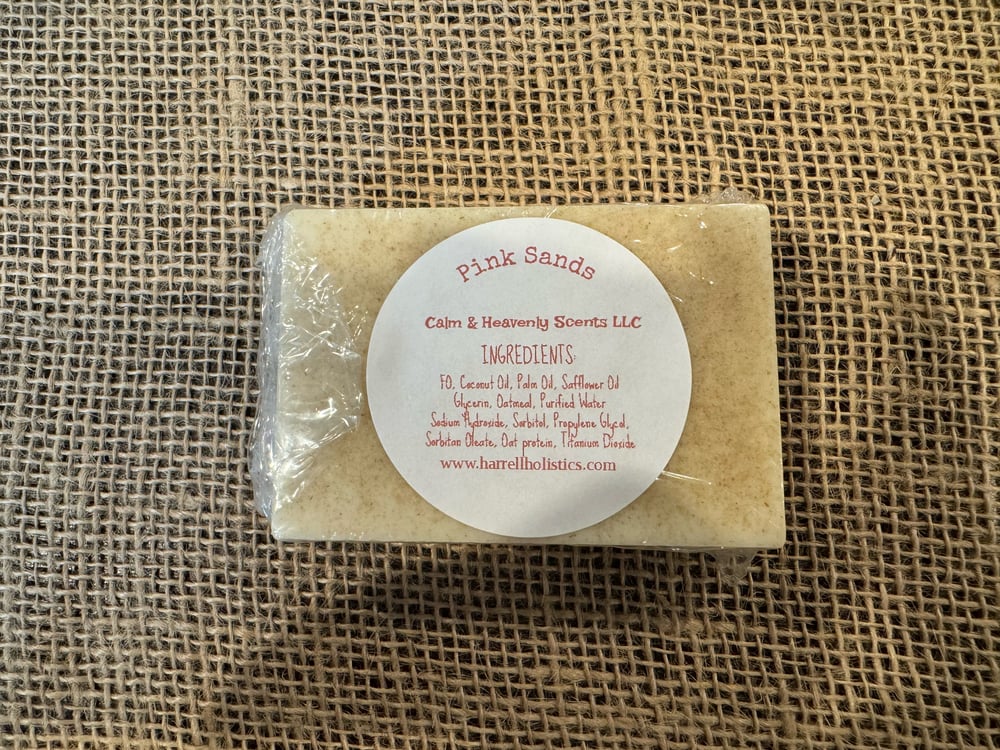 Pink Sands
Calm & Heavenly Scents LLC
INGREDIENTS:
FO, Coconut Oil, Palm Oil, Safflower Oil
Glycerin, Oatmeal, Purified Water
Sodium Hydroxide, Sorbitol, Propylene Glycol,
Sorbitan Oleate, Oat protein, Titanium Dioxide
www.harrellholistics.com